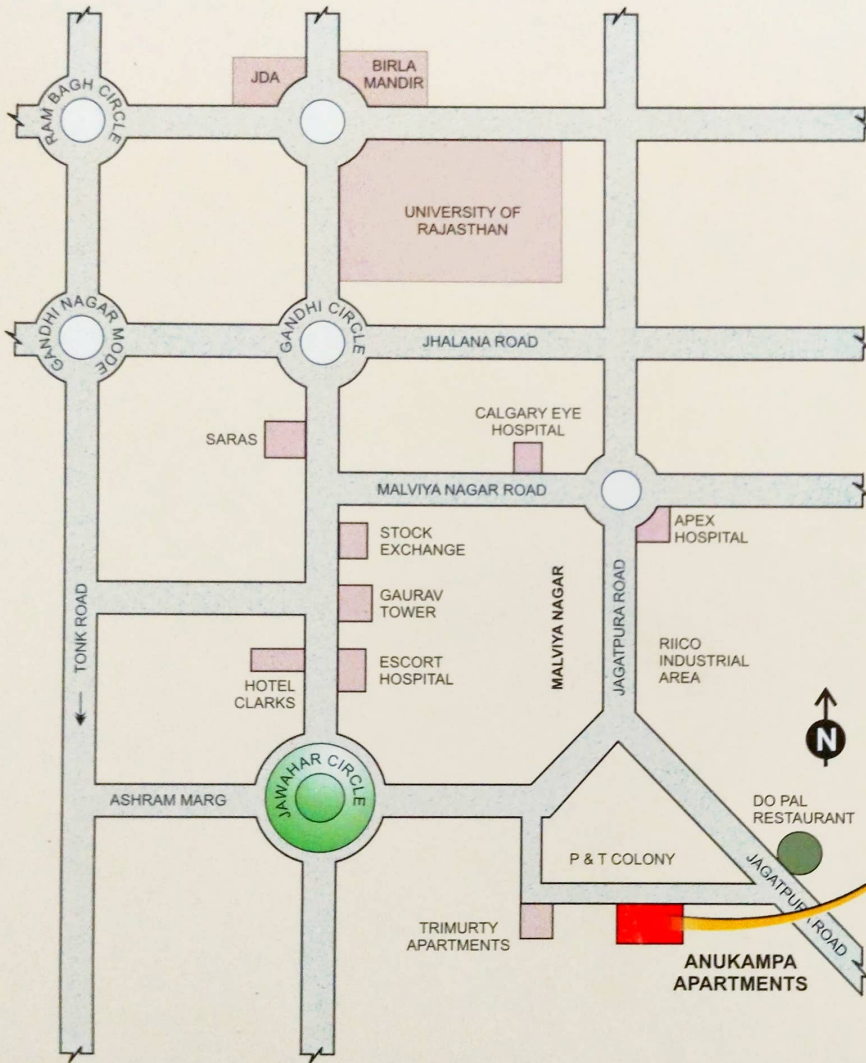 JDA
BIRLA
MANDIR
RAM BAGH CIRCLE
UNIVERSITY OF
RAJASTHAN
GANDHI NAGAR MODE
GANDHI CIRCLE
JHALANA ROAD
SARAS
CALGARY EYE
HOSPITAL
MALVIYA NAGAR ROAD
STOCK
EXCHANGE
APEX
HOSPITAL
TONK ROAD
GAURAV
TOWER
MALVIYA NAGAR
JAGATPURA ROAD
RIICO
INDUSTRIAL
AREA
HOTEL
CLARKS
ESCORT
HOSPITAL
N
ASHRAM MARG
JAWAHAR CIRCLE
DO PAL
RESTAURANT
P & T COLONY
JAGATPURA ROAD
TRIMURTY
APARTMENTS
ANUKAMPA
APARTMENTS